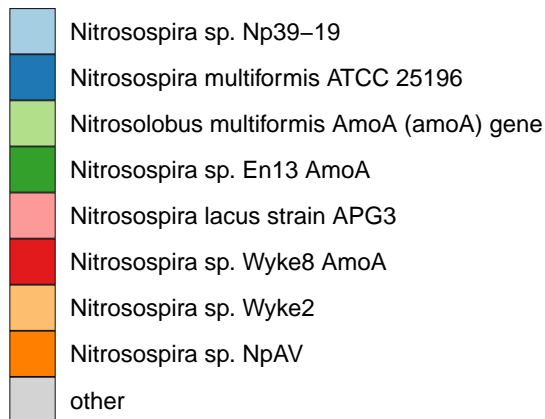 Nitrosospira sp. Np39−19
Nitrosospira multiformis ATCC 25196
Nitrosolobus multiformis AmoA (amoA) gene
Nitrosospira sp. En13 AmoA
Nitrosospira lacus strain APG3
Nitrosospira sp. Wyke8 AmoA
Nitrosospira sp. Wyke2
Nitrosospira sp. NpAV
other